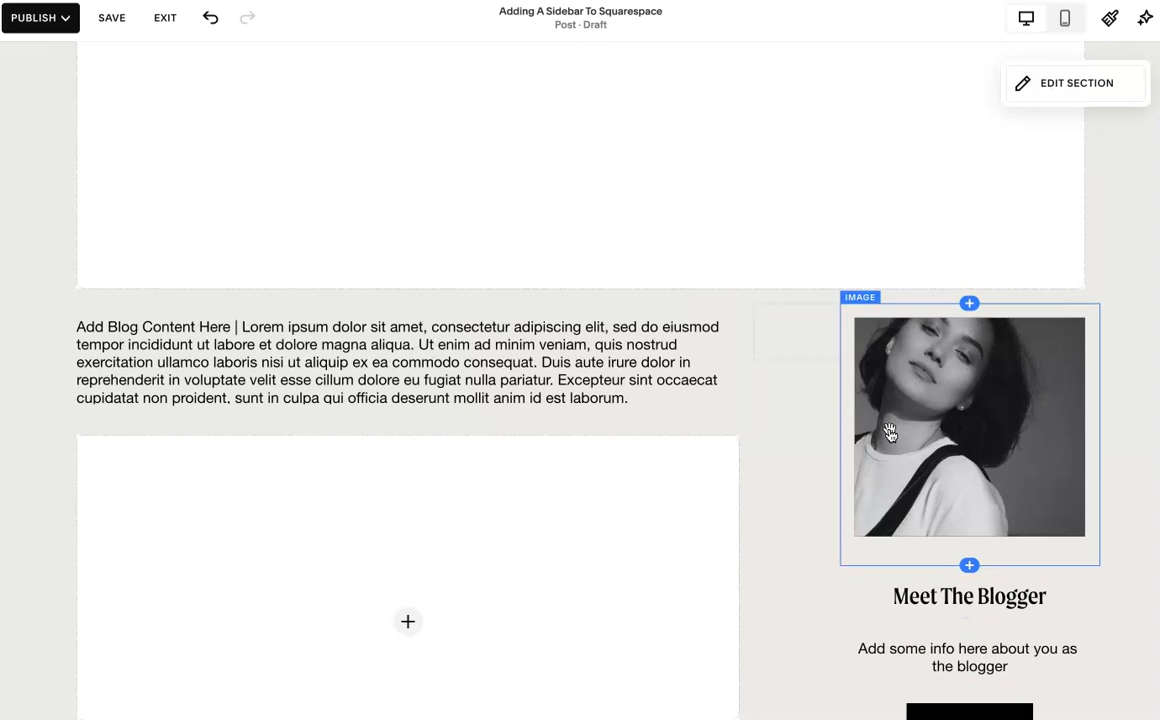 PUBLISH
SAVE
EXIT
Adding A Sidebar To Squarespace
Post · Draft
EDIT SECTION
IMAGE
Add Blog Content Here | Lorem ipsum dolor sit amet, consectetur adipiscing elit, sed do eiusmod
tempor incididunt ut labore et dolore magna aliqua. Ut enim ad minim veniam, quis nostrud
exercitation ullamco laboris nisi ut aliquip ex ea commodo consequat. Duis aute irure dolor in
reprehenderit in voluptate velit esse cillum dolore eu fugiat nulla pariatur. Excepteur sint occaecat
cupidatat non proident, sunt in culpa qui officia deserunt mollit anim id est laborum.
Meet The Blogger
Add some info here about you as
the blogger